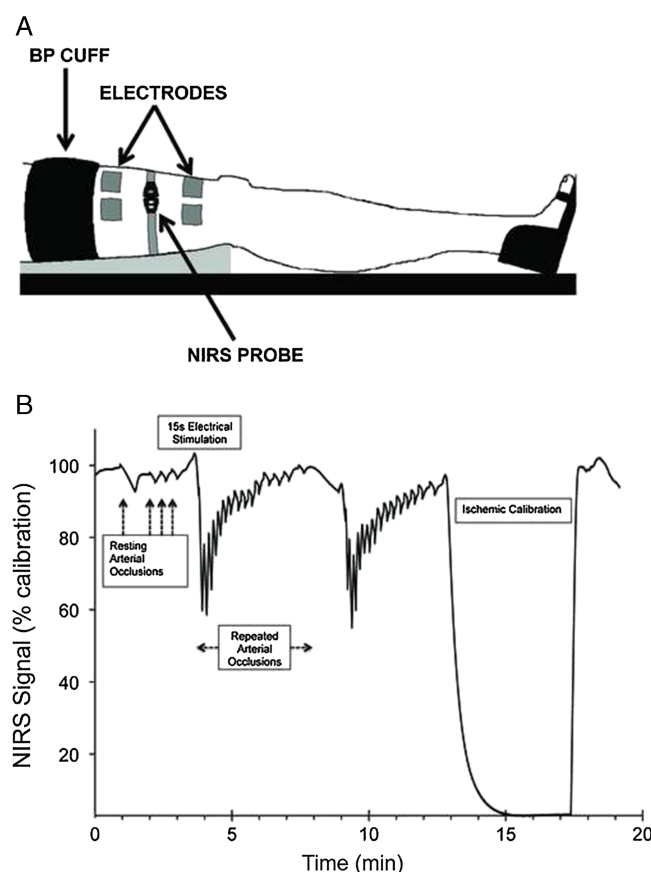 A
BP CUFF
ELECTRODES
NIRS PROBE
B
NIRS Signal (% calibration)
100
80
60
40
20
15s Electrical
Stimulation
Resting
Arterial
Occlusions
Repeated
Arterial
Occlusions
Ischemic Calibration
0
5
10
15
20
Time (min)